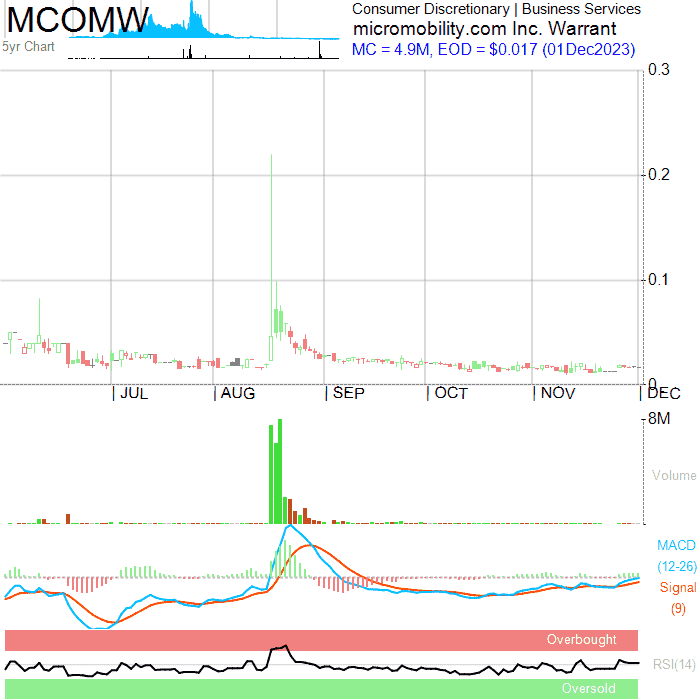 MCOMW
5yr Chart
Consumer Discretionary | Business Services
micromobility.com Inc. Warrant
MC = 4.9M, EOD = $0.017 (01Dec2023)
0.3
0.2
0.1
0
JUL
AUG
SEP
OCT
NOV
DEC
8M
Volume
MACD
(12-26)
Signal
(9)
Overbought
RSI(14)
Oversold